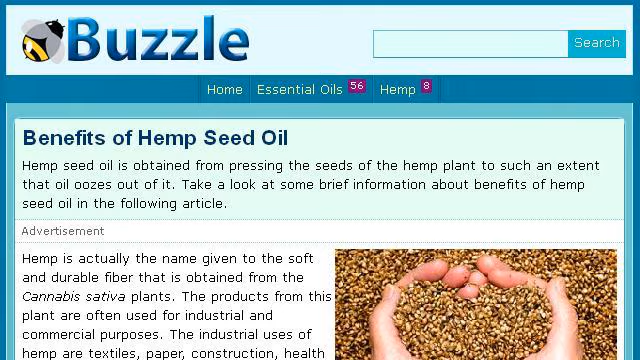 Buzzle
Search
Home Essential Oils 56 Hemp 8
Benefits of Hemp Seed Oil
Hemp seed oil is obtained from pressing the seeds of the hemp plant to such an extent
that oil oozes out of it. Take a look at some brief information about benefits of hemp
seed oil in the following article.
Advertisement
Hemp is actually the name given to the soft
and durable fiber that is obtained from the
Cannabis sativa plants. The products from this
plant are often used for industrial and
commercial purposes. The industrial uses of
hemp are textiles, paper, construction, health